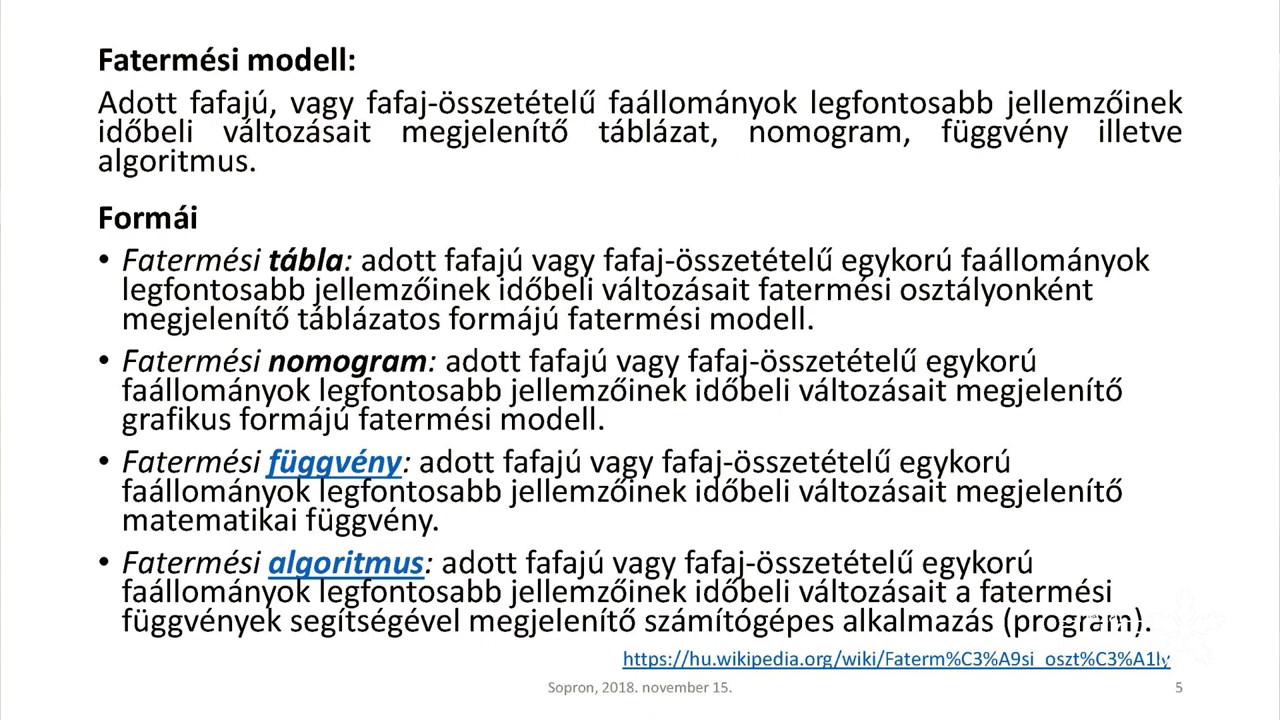 Fatermési modell:
Adott fafajú, vagy fafaj-összetételű faállományok legfontosabb jellemzőinek
időbeli változásait megjelenítő táblázat, nomogram, függvény illetve
algoritmus.
Formái
• Fatermési tábla: adott fafajú vagy fafaj-összetételű egykorú faállományok
legfontosabb jellemzőinek időbeli változásait fatermési osztályonként
megjelenítő táblázatos formájú fatermési modell.
• Fatermési nomogram: adott fafajú vagy fafaj-összetételű egykorú
faállományok legfontosabb jellemzőinek időbeli változásait megjelenítő
grafikus formájú fatermési modell.
• Fatermési függvény: adott fafajú vagy fafaj-összetételű egykorú
faállományok legfontosabb jellemzőinek időbeli változásait megjelenítő
matematikai függvény.
• Fatermési algoritmus: adott fafajú vagy fafaj-összetételű egykorú
faállományok legfontosabb jellemzőinek időbeli változásait a fatermési
függvények segítségével megjelenítő számítógépes alkalmazás (program).
https://hu.wikipedia.org/wiki/Faterm%C3%A9si_oszt%C3%A1ly
Sopron, 2018. november 15.
5